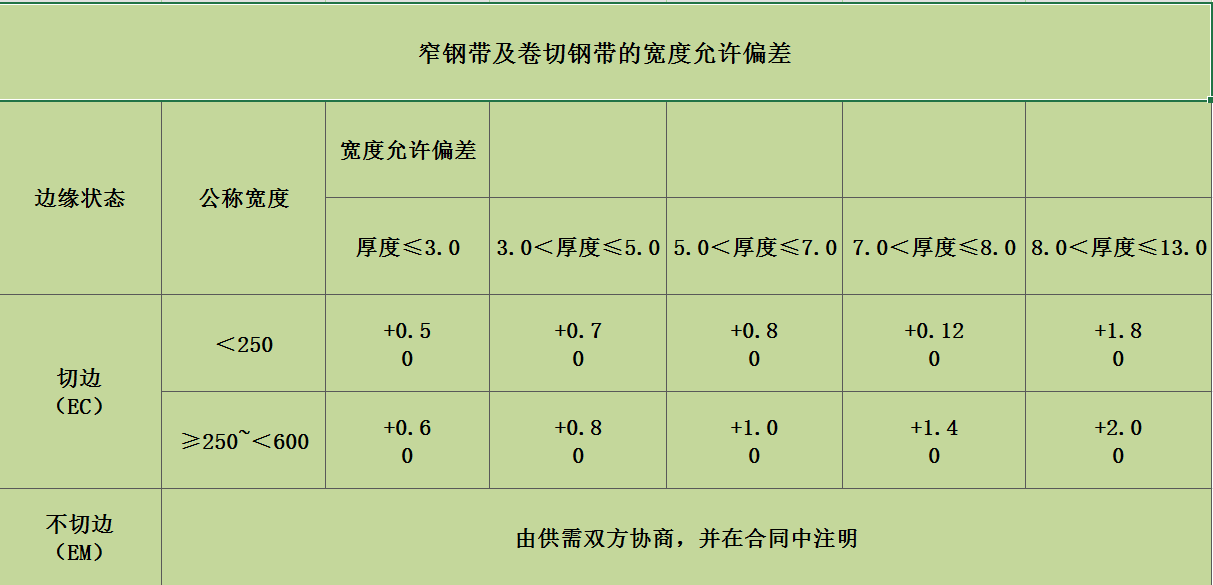 窄钢带及卷切钢带的宽度允许偏差
边缘状态
公称宽度
宽度允许偏差
厚度≤3.0
3.0＜厚度≤5.0
5.0＜厚度≤7.0
7.0＜厚度≤8.0
8.0＜厚度≤13.0
切边
（EC）
＜250
+0.5
0
+0.7
0
+0.8
0
+0.12
0
+1.8
0
≥250~＜600
+0.6
0
+0.8
0
+1.0
0
+1.4
0
+2.0
0
不切边
（EM）
由供需双方协商，并在合同中注明